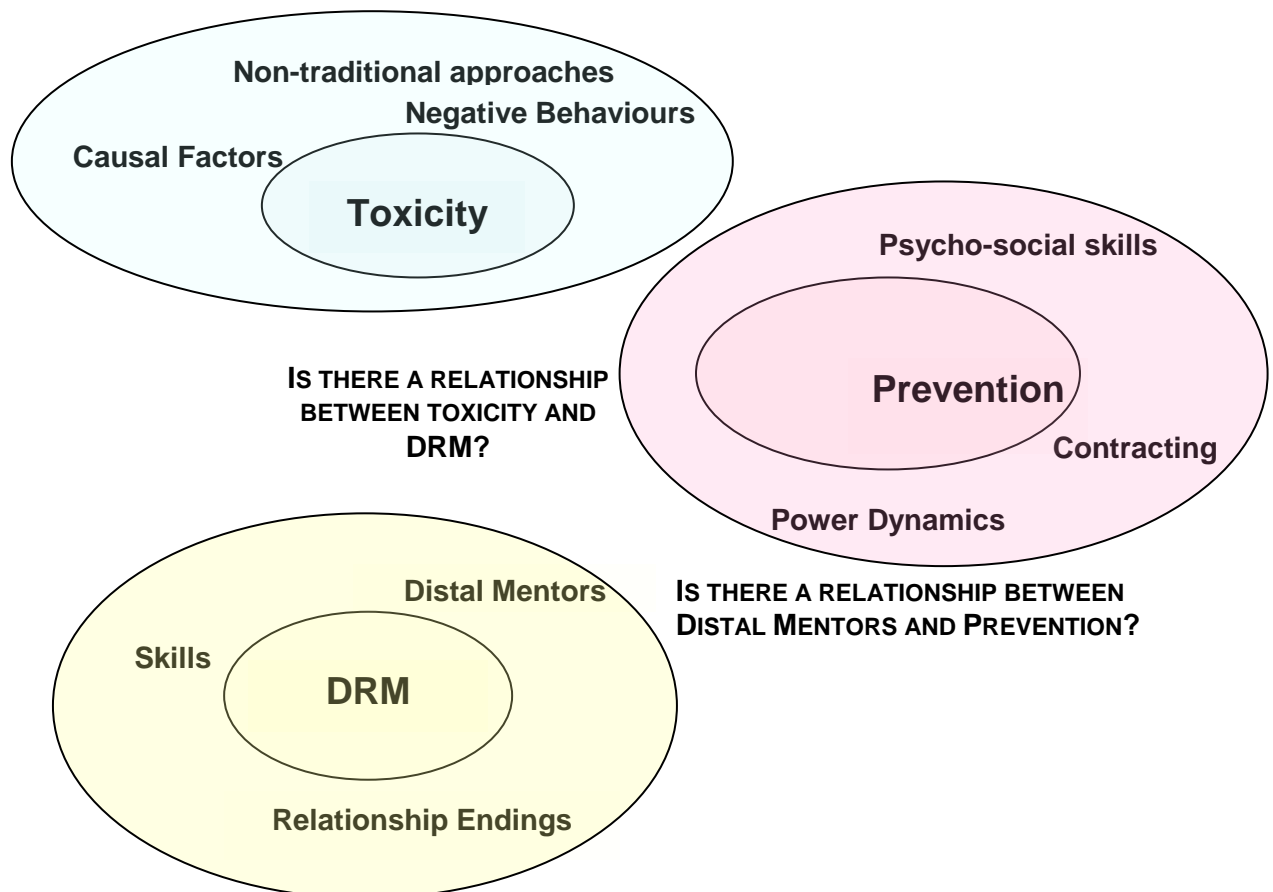 Non-traditional approaches
Negative Behaviours
Causal Factors
Toxicity
Psycho-social skills
Prevention
Contracting
Power Dynamics
IS THERE A RELATIONSHIP
BETWEEN TOXICITY AND
DRM?
Distal Mentors
Skills
DRM
Relationship Endings
IS THERE A RELATIONSHIP BETWEEN
DISTAL MENTORS AND PREVENTION?